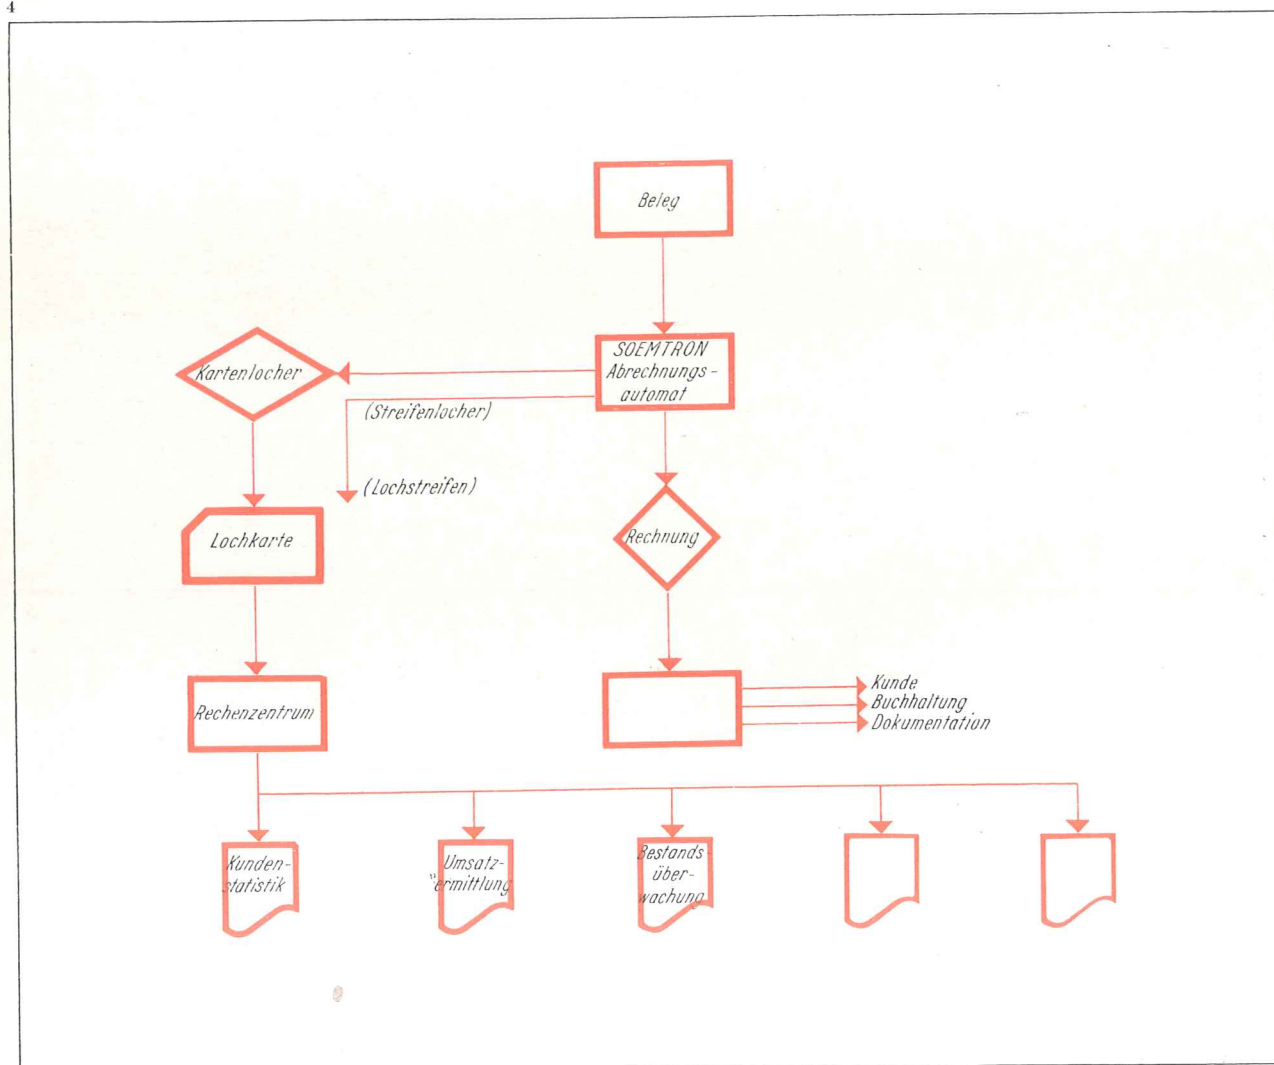 4
Beleg
SOEMTRON
Abrechnungs-
automat
Kartenlocher
(Streifenlocher)
(Lochstreifen)
Lochkarte
Rechnung
Rechenzentrum
Kunde
Buchhaltung
Dokumentation
Kunden-
statistik
Umsatz-
ermittlung
Bestands-
über-
wachung